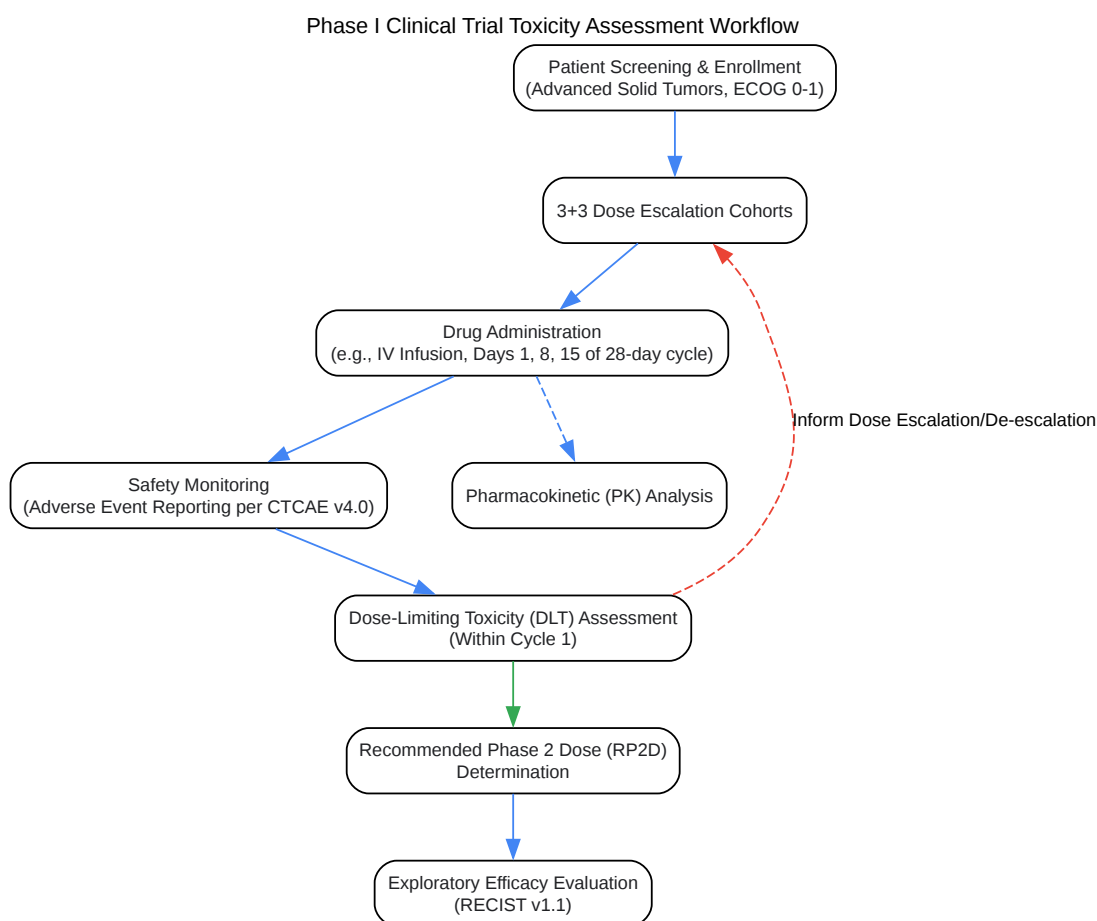 Phase I Clinical Trial Toxicity Assessment Workflow
Patient Screening & Enrollment
(Advanced Solid Tumors, ECOG 0-1)
3+3 Dose Escalation Cohorts
Drug Administration
(e.g., IV Infusion, Days 1, 8, 15 of 28-day cycle)
Inform Dose Escalation/De-escalation
Safety Monitoring
(Adverse Event Reporting per CTCAE v4.0)
Pharmacokinetic (PK) Analysis
Dose-Limiting Toxicity (DLT) Assessment
(Within Cycle 1)
Recommended Phase 2 Dose (RP2D)
Determination
Exploratory Efficacy Evaluation
(RECIST v1.1)